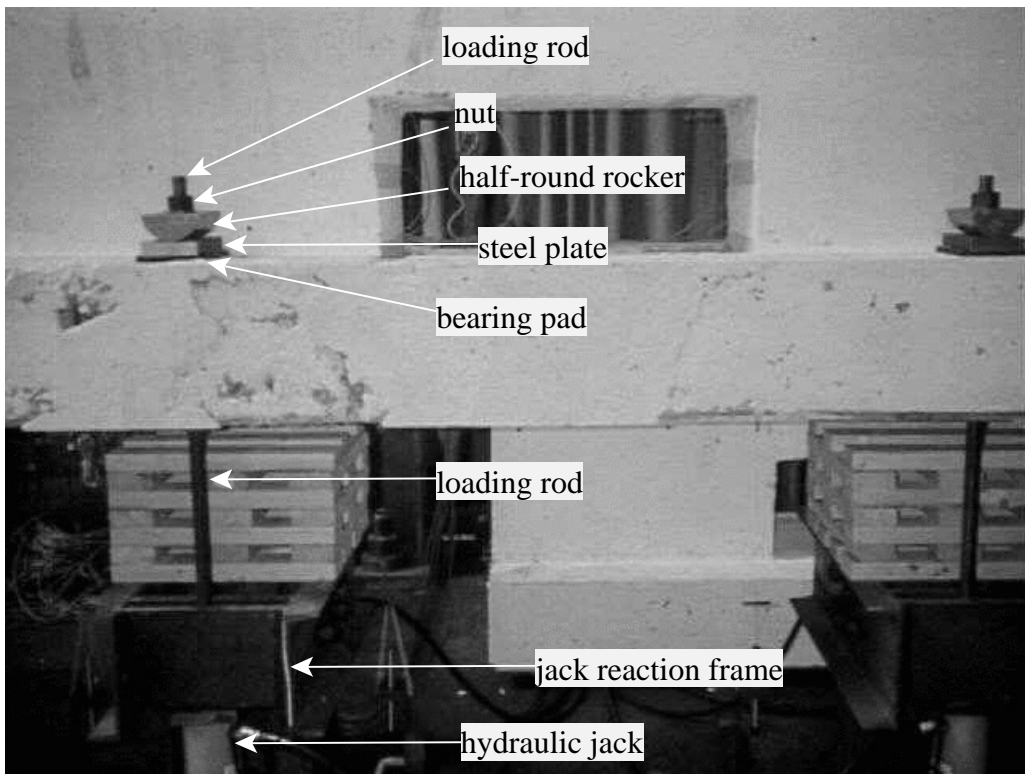 loading rod
nut
half-round rocker
steel plate
bearing pad
loading rod
jack reaction frame
hydraulic jack